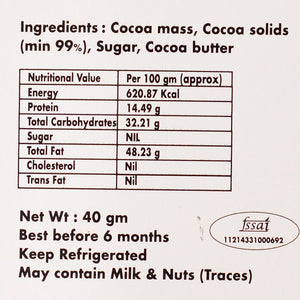 Ingredients : Cocoa mass, Cocoa solids
(min 99%), Sugar, Cocoa butter
Nutritional Value Per 100 gm (approx)
Energy 620.87 Kcal
Protein 14.49 g
Total Carbohydrates 32.21 g
Sugar NIL
Total Fat 48.23 g
Cholesterol Nil
Trans Fat Nil
Net Wt : 40 gm
Best before 6 months
Keep Refrigerated
May contain Milk & Nuts (Traces)
fssai
11214331000692